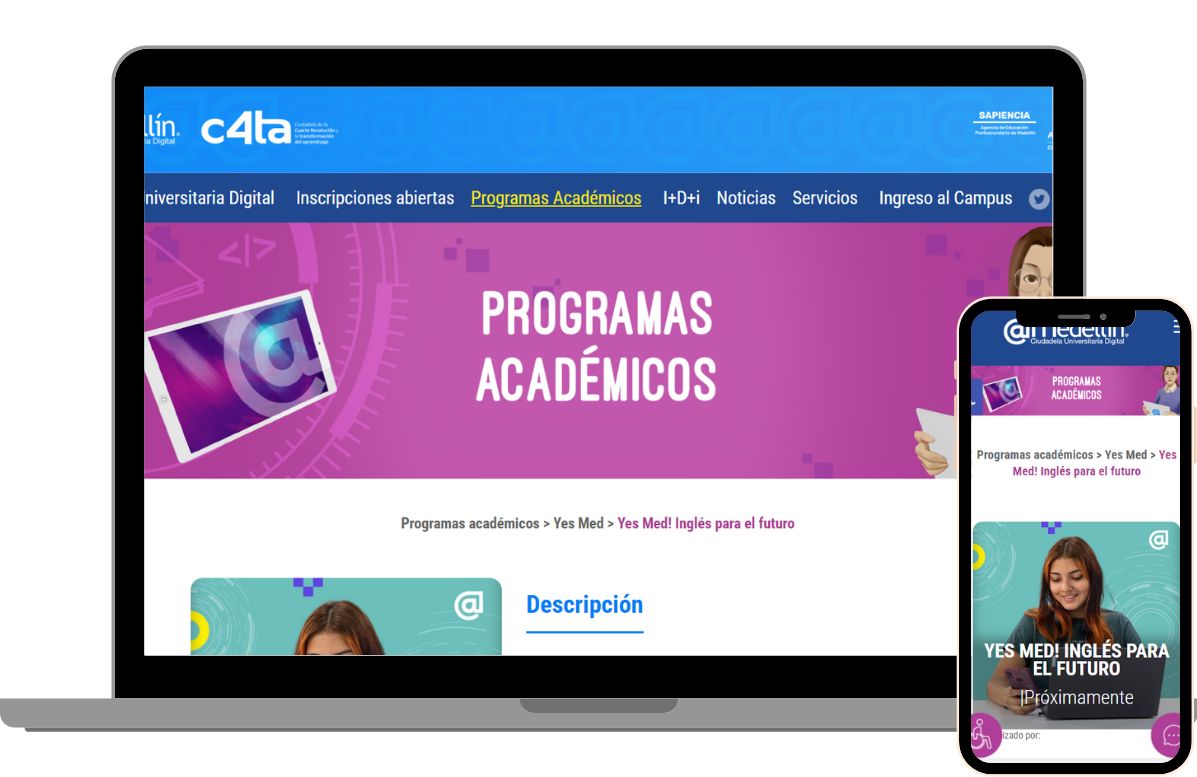 llín.
ia Digital
c4ta
Ciudadela de la
Cuarta Revolución y
la transformación
del aprendizaje
SAPIENCIA
Agencia de Educación
Postsecundaria de Medellín
niversitaria Digital Inscripciones abiertas Programas Académicos I+D+i Noticias Servicios Ingreso al Campus
</>
@
PROGRAMAS
ACADÉMICOS
Programas académicos > Yes Med > Yes Med! Inglés para el futuro
@
Descripción
@Medellín.
Ciudadela Universitaria Digital
PROGRAMAS
ACADÉMICOS
Programas académicos > Yes Med > Yes
Med! Inglés para el futuro
@
YES MED! INGLÉS PARA
EL FUTURO
|Próximamente
izado por: